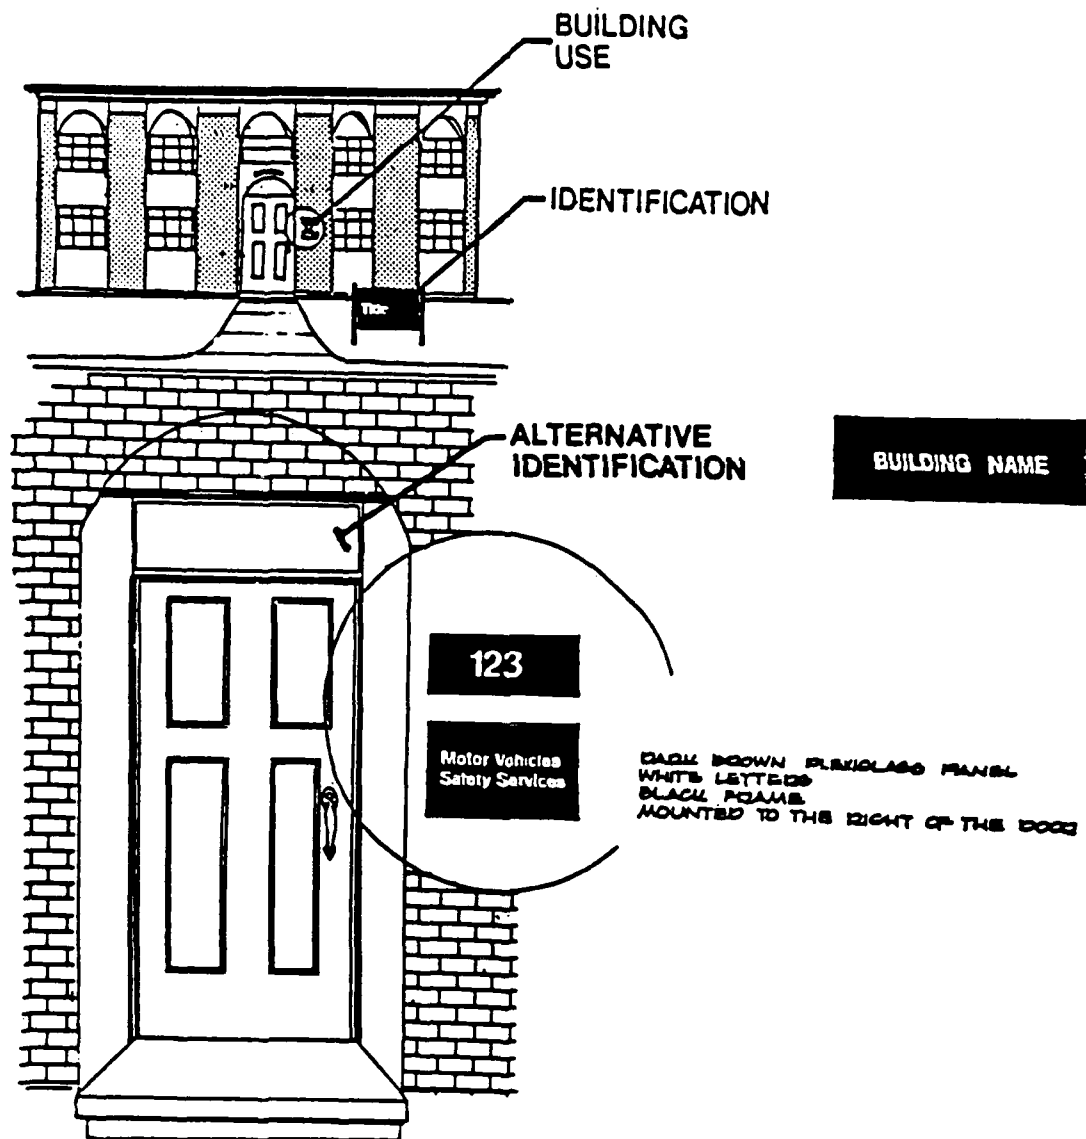 BUILDING
USE
IDENTIFICATION
Title
ALTERNATIVE
IDENTIFICATION
BUILDING NAME
123
Motor Vehicles
Safety Services
DARK BROWN PLEXIGLASS PANEL
WHITE LETTERS
BLACK FRAME
MOUNTED TO THE RIGHT OF THE DOOR